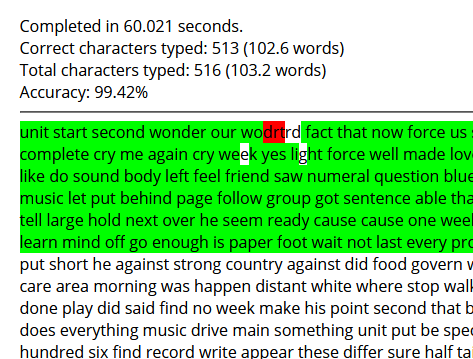 Completed in 60.021 seconds.
Correct characters typed: 513 (102.6 words)
Total characters typed: 516 (103.2 words)
Accuracy: 99.42%
unit start second wonder our wodrtrd fact that now force us
complete cry me again cry week yes light force well made lov
like do sound body left feel friend saw numeral question blue
music let put behind page follow group got sentence able tha
tell large hold next over he seem ready cause cause one wee
learn mind off go enough is paper foot wait not last every pro
put short he against strong country against did food govern w
care area morning was happen distant white where stop walk
done play did said find no week make his point second that b
does everything music drive main something unit put be spec
hundred six find record write appear these differ sure half ta